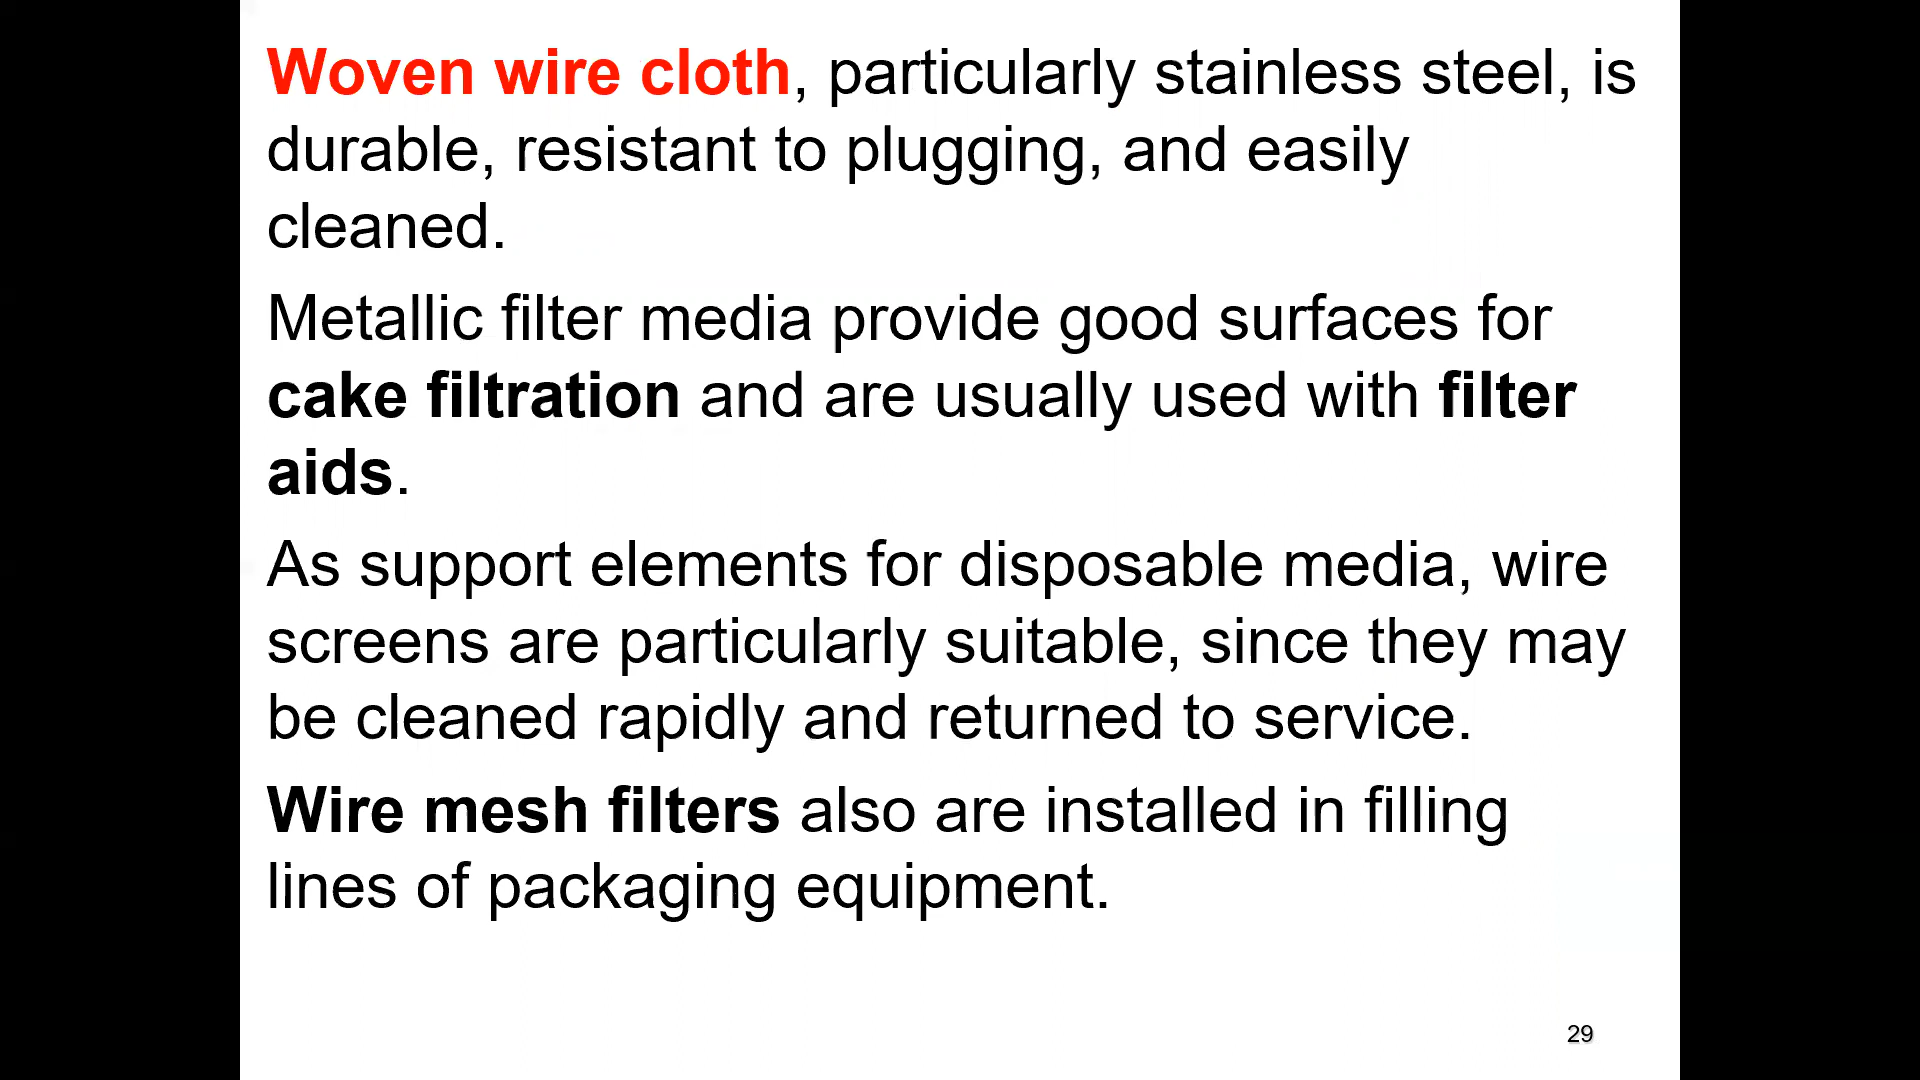 Woven wire cloth, particularly stainless steel, is
durable, resistant to plugging, and easily
cleaned.
Metallic filter media provide good surfaces for
cake filtration and are usually used with filter
aids.
As support elements for disposable media, wire
screens are particularly suitable, since they may
be cleaned rapidly and returned to service.
Wire mesh filters also are installed in filling
lines of packaging equipment.
29